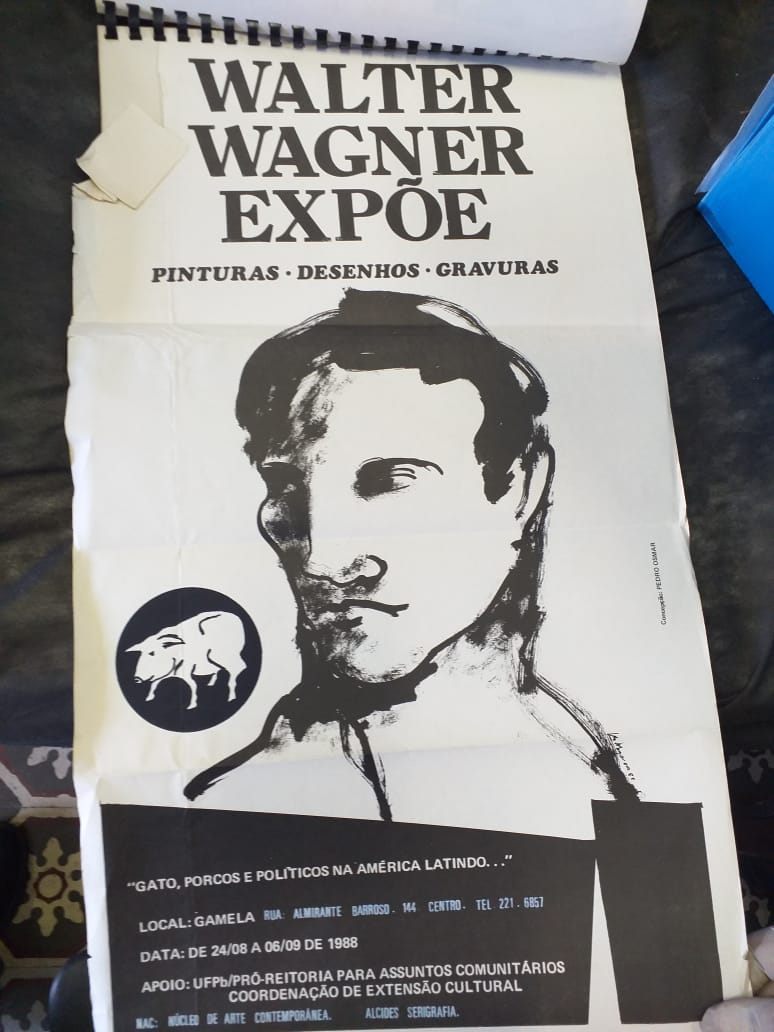 WALTER
WAGNER
EXPÕE
PINTURAS · DESENHOS · GRAVURAS
Concepção: PEDRO OSMAR
"GATO, PORCOS E POLÍTICOS NA AMÉRICA LATINDO..."
LOCAL: GAMELA RUA: ALMIRANTE BARROSO. 144 CENTRO. TEL 221. 6857
DATA: DE 24/08 A 06/09 DE 1988
APOIO: UFPb/PRÓ-REITORIA PARA ASSUNTOS COMUNITÁRIOS
COORDENAÇÃO DE EXTENSÃO CULTURAL
NAC: NÚCLEO DE ARTE CONTEMPORÂNEA. ALCIDES SERIGRAFIA.